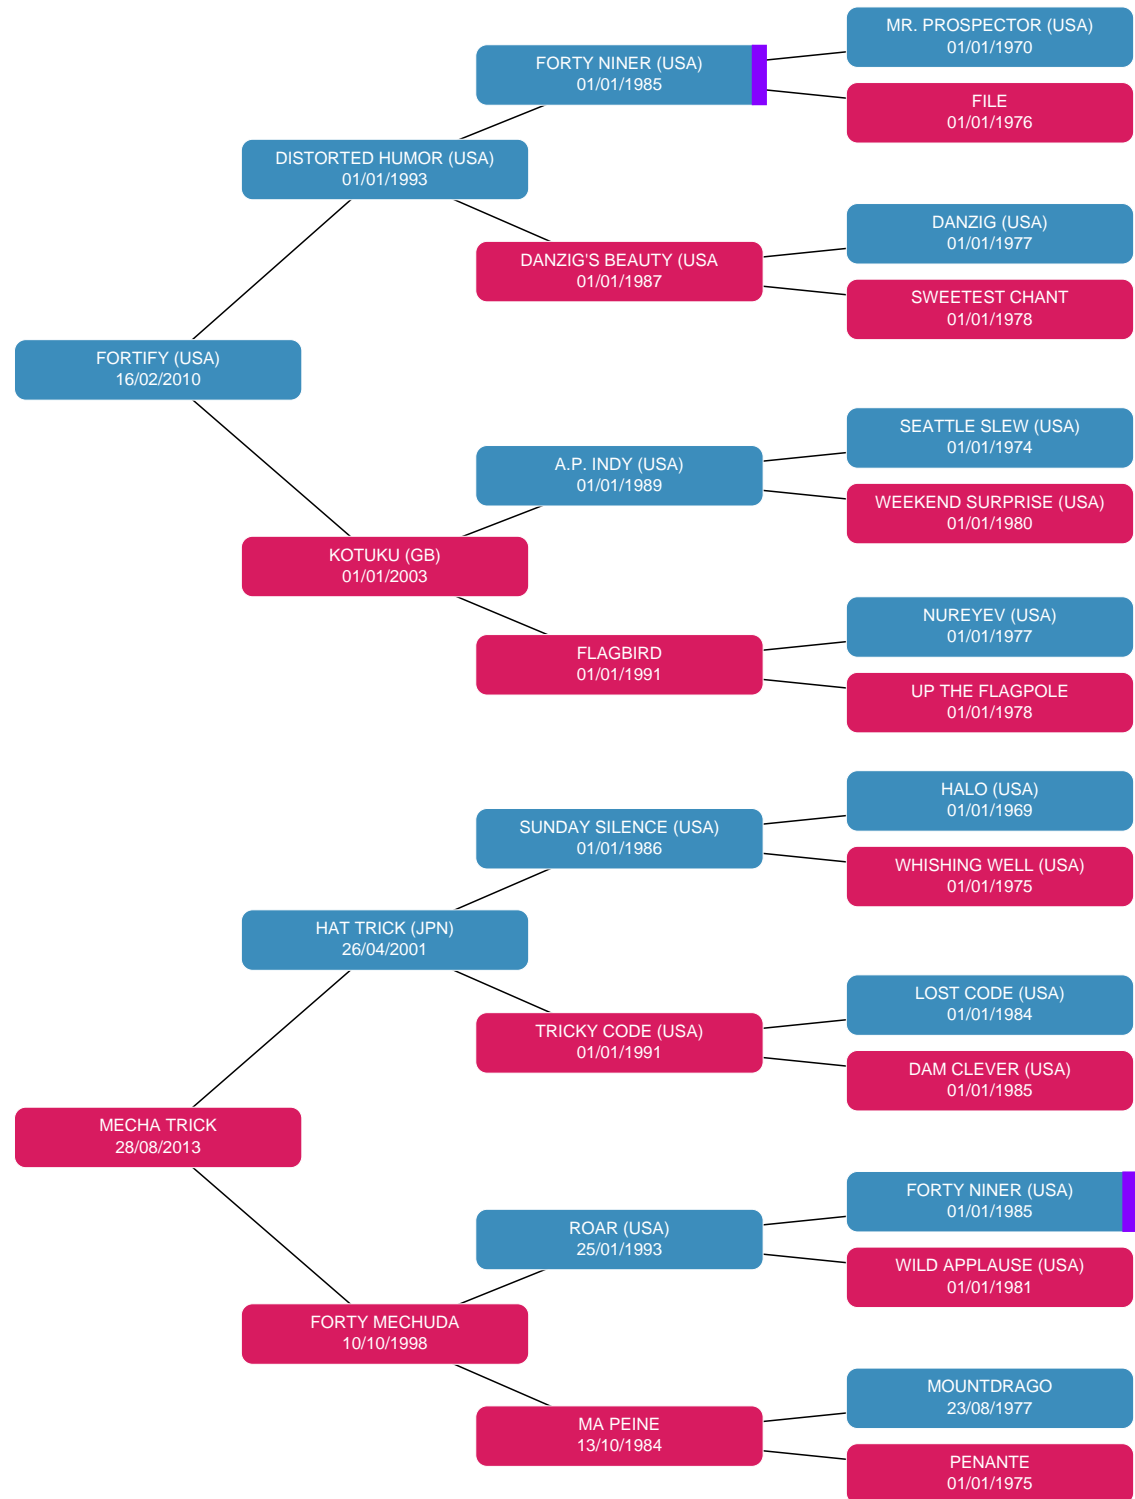 MR. PROSPECTOR (USA)
01/01/1970
FORTY NINER (USA)
01/01/1985
FILE
01/01/1976
DISTORTED HUMOR (USA)
01/01/1993
DANZIG (USA)
01/01/1977
DANZIG'S BEAUTY (USA
01/01/1987
SWEETEST CHANT
01/01/1978
FORTIFY (USA)
16/02/2010
SEATTLE SLEW (USA)
01/01/1974
A.P. INDY (USA)
01/01/1989
WEEKEND SURPRISE (USA)
01/01/1980
KOTUKU (GB)
01/01/2003
NUREYEV (USA)
01/01/1977
FLAGBIRD
01/01/1991
UP THE FLAGPOLE
01/01/1978
HALO (USA)
01/01/1969
SUNDAY SILENCE (USA)
01/01/1986
WHISHING WELL (USA)
01/01/1975
HAT TRICK (JPN)
26/04/2001
LOST CODE (USA)
01/01/1984
TRICKY CODE (USA)
01/01/1991
DAM CLEVER (USA)
01/01/1985
MECHA TRICK
28/08/2013
FORTY NINER (USA)
01/01/1985
ROAR (USA)
25/01/1993
WILD APPLAUSE (USA)
01/01/1981
FORTY MECHUDA
10/10/1998
MOUNTDRAGO
23/08/1977
MA PEINE
13/10/1984
PENANTE
01/01/1975